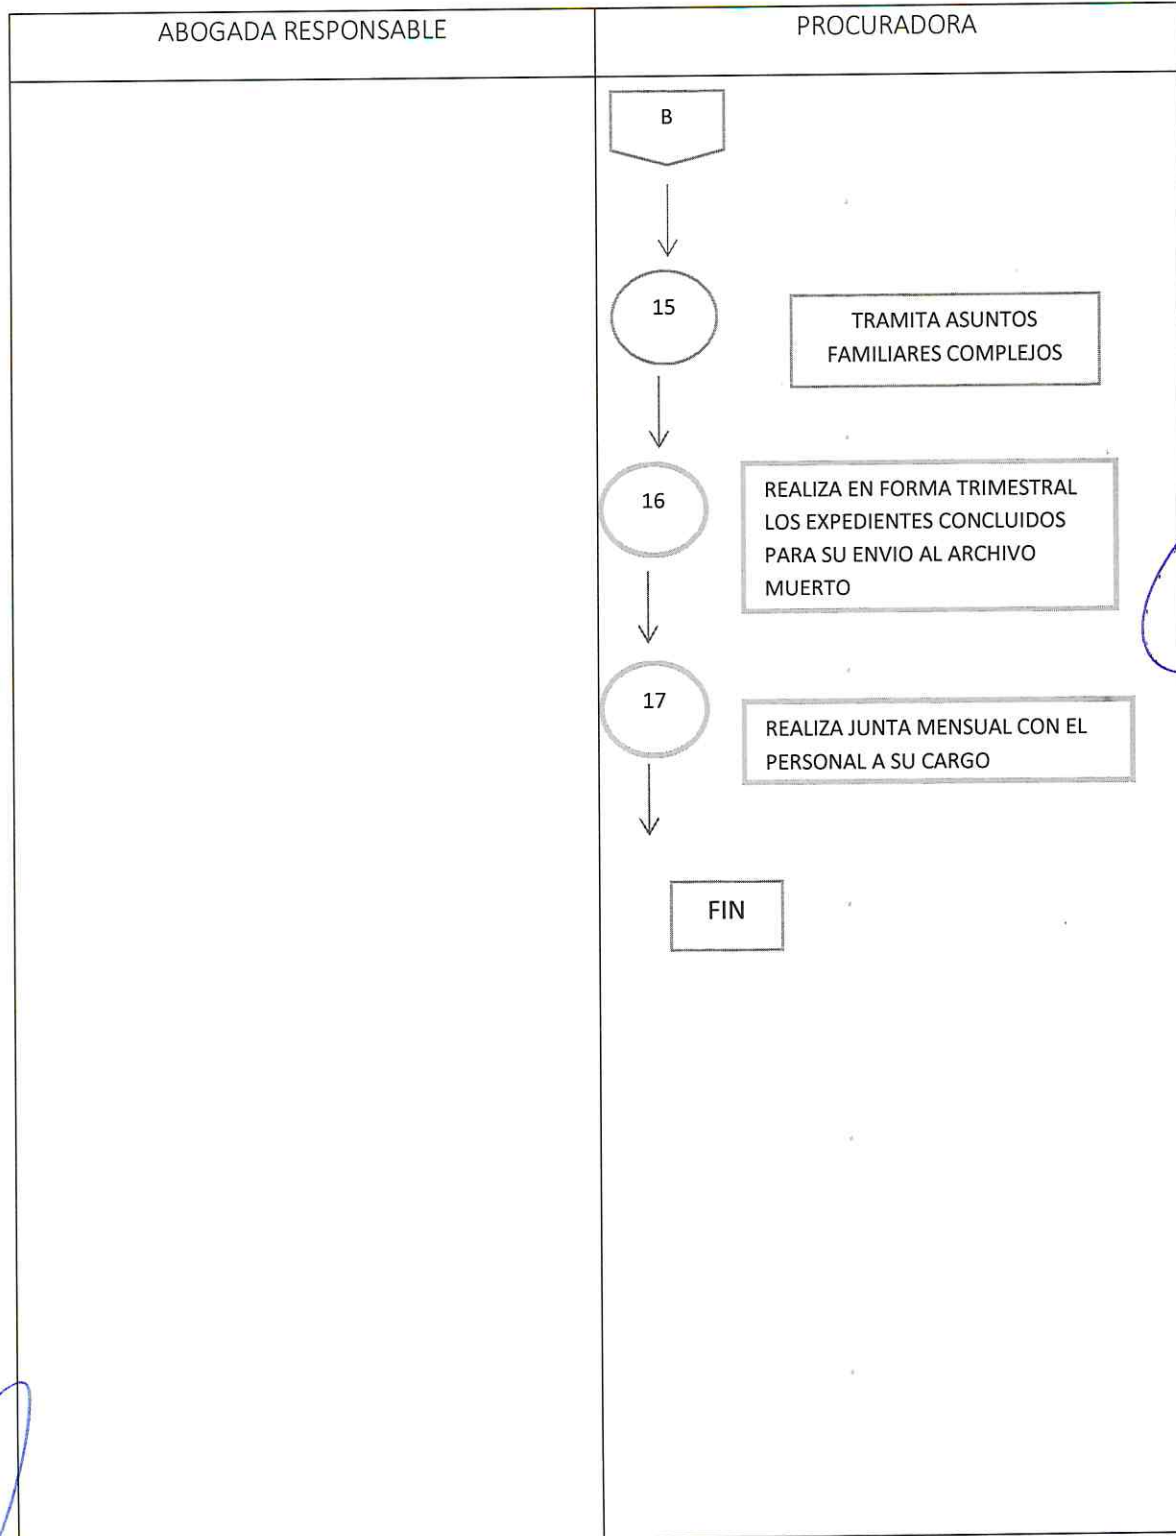 ABOGADA RESPONSABLE
PROCURADORA
B
15
TRAMITA ASUNTOS
FAMILIARES COMPLEJOS
16
REALIZA EN FORMA TRIMESTRAL
LOS EXPEDIENTES CONCLUIDOS
PARA SU ENVIO AL ARCHIVO
MUERTO
17
REALIZA JUNTA MENSUAL CON EL
PERSONAL A SU CARGO
FIN